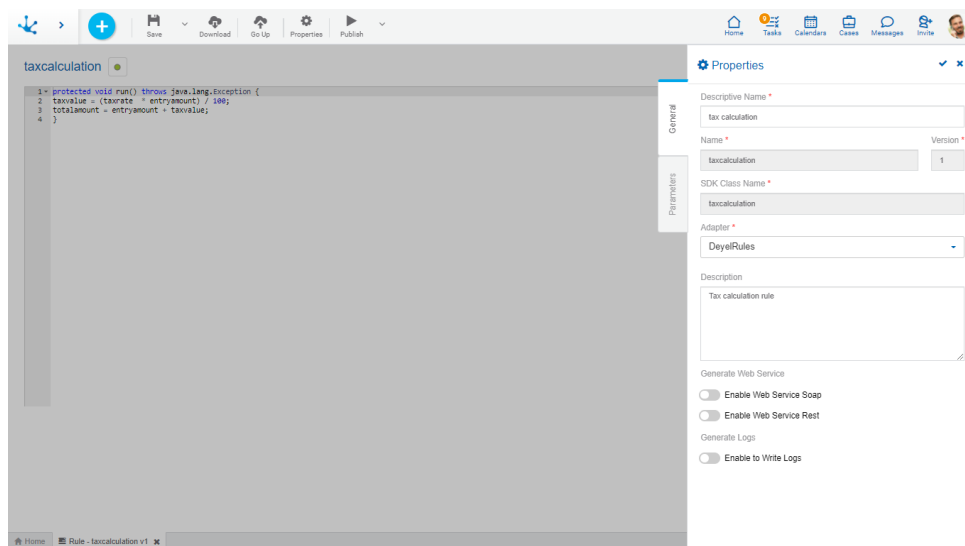 Save
Download
Go Up
Properties
Publish
Home
9
Tasks
Calendars
Cases
Messages
Invite
taxcalculation
1 protected void run() throws java.lang.Exception {
2 taxvalue = (taxrate * entryamount) / 100;
3 totalamount = entryamount + taxvalue;
4 }
General
Parameters
Properties
Descriptive Name *
tax calculation
Name * Version *
taxcalculation 1
SDK Class Name *
taxcalculation
Adapter *
DeyelRules
Description
Tax calculation rule
Generate Web Service
Enable Web Service Soap
Enable Web Service Rest
Generate Logs
Enable to Write Logs
Home Rule - taxcalculation v1